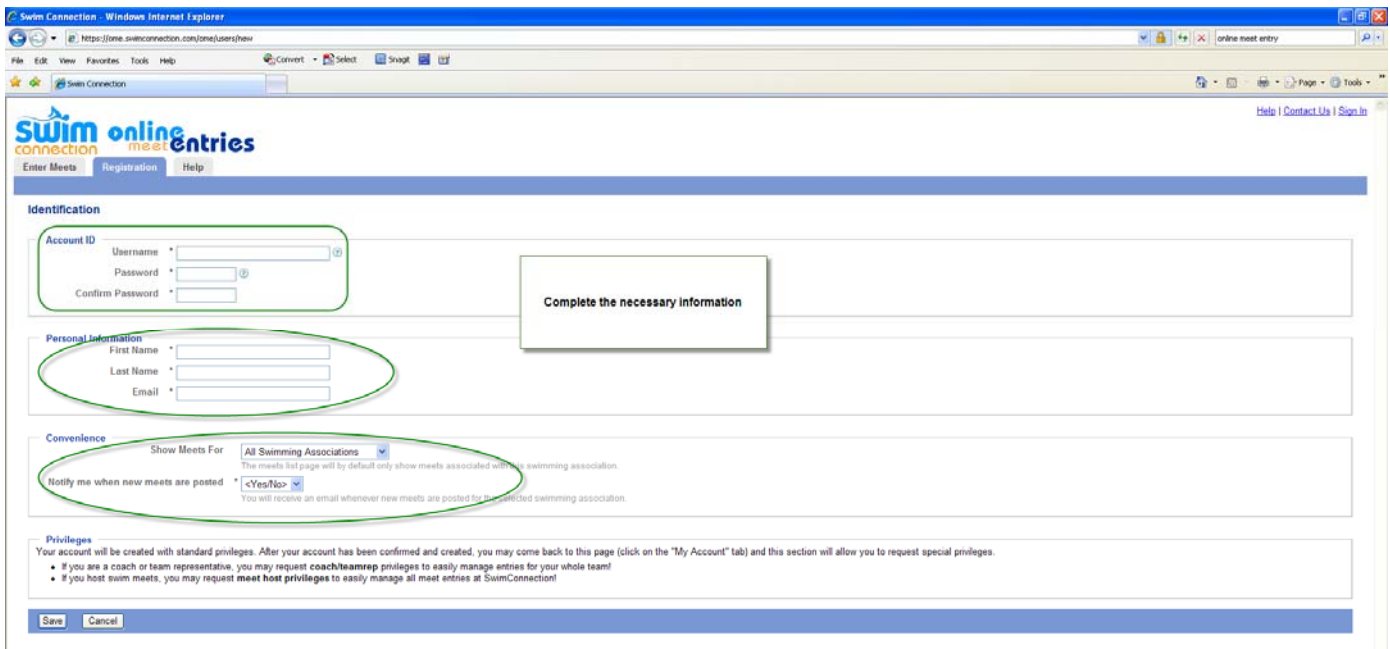 Swim Connection - Windows Internet Explorer
https://ome.swimconnection.com/ome/users/new
online meet entry
File Edit View Favorites Tools Help
Convert Select Snagit
Swim Connection
Page Tools
Help | Contact Us | Sign In
swim connection online meet entries
Enter Meets Registration Help
Identification
Account ID
Username *
Password *
Confirm Password *
Complete the necessary information
Personal Information
First Name *
Last Name *
Email *
Convenience
Show Meets For All Swimming Associations
The meets list page will by default only show meets associated with this swimming association.
Notify me when new meets are posted * <Yes/No>
You will receive an email whenever new meets are posted for the selected swimming association.
Privileges
Your account will be created with standard privileges. After your account has been confirmed and created, you may come back to this page (click on the "My Account" tab) and this section will allow you to request special privileges.
• If you are a coach or team representative, you may request coach/teamrep privileges to easily manage entries for your whole team!
• If you host swim meets, you may request meet host privileges to easily manage all meet entries at SwimConnection!
Save Cancel